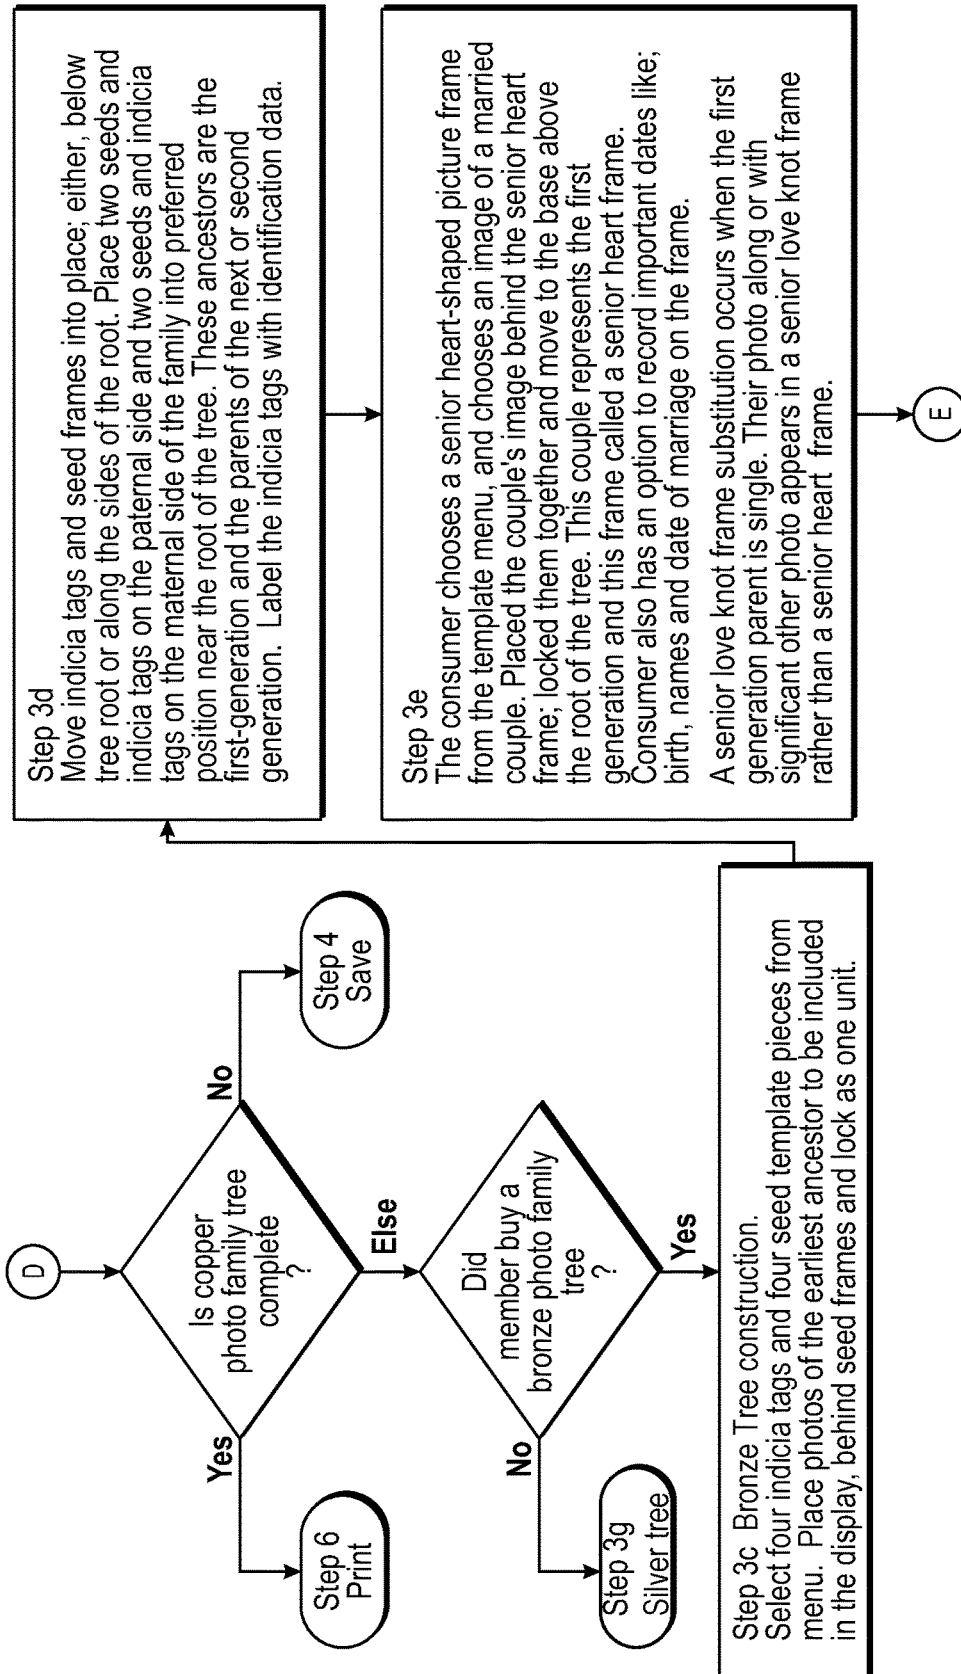 D
Is copper
photo family tree
complete
?
Yes
No
Step 6
Print
Step 4
Save
Else
Did
member buy a
bronze photo family
tree
?
No
Yes
Step 3g
Silver tree
Step 3c  Bronze Tree construction.
Select four indicia tags and four seed template pieces from
menu.  Place photos of the earliest ancestor to be included
in the display, behind seed frames and lock as one unit.
Step 3d
Move indicia tags and seed frames into place; either, below
tree root or along the sides of the root. Place two seeds and
indicia tags on the paternal side and two seeds and indicia
tags on the maternal side of the family into preferred
position near the root of the tree. These ancestors are the
first-generation and the parents of the next or second
generation.  Label the indicia tags with identification data.
Step 3e
The consumer chooses a senior heart-shaped picture frame
from the template menu, and chooses an image of a married
couple. Placed the couple's image behind the senior heart
frame; locked them together and move to the base above
the root of the tree. This couple represents the first
generation and this frame called a senior heart frame.
Consumer also has an option to record important dates like;
birth, names and date of marriage on the frame.
A senior love knot frame substitution occurs when the first
generation parent is single. Their photo along or with
significant other photo appears in a senior love knot frame
rather than a senior heart  frame.
E